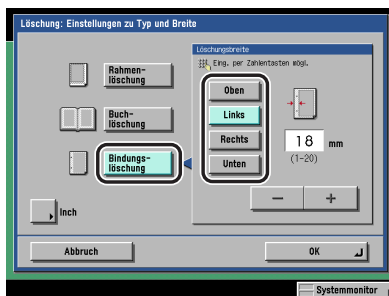 Löschung: Einstellungen zu Typ und Breite
Löschungsbreite
Eing. per Zahlentasten mögl.
Rahmen-
löschung
Buch-
löschung
Bindungs-
löschung
Oben
Links
Rechts
Unten
18 mm
(1-20)
− +
Inch
Abbruch
OK
Systemmonitor